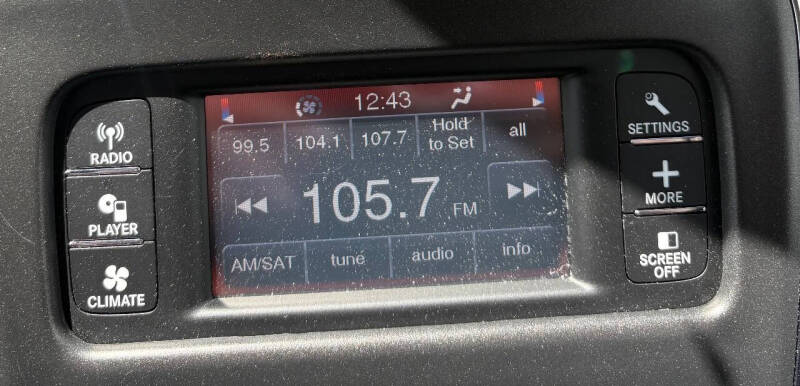 12:43
99.5 104.1 107.7 Hold to Set all
105.7 FM
AM/SAT tune audio info
RADIO
PLAYER
CLIMATE
SETTINGS
MORE
SCREEN
OFF